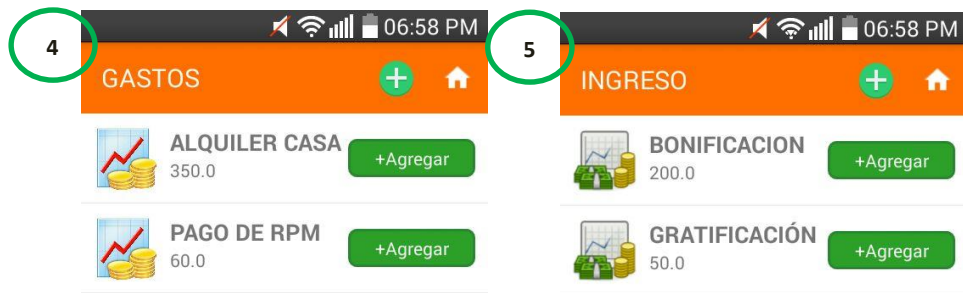 4
06:58 PM
GASTOS
ALQUILER CASA
350.0
+Agregar
PAGO DE RPM
60.0
+Agregar
5
06:58 PM
INGRESO
BONIFICACION
200.0
+Agregar
GRATIFICACIÓN
50.0
+Agregar